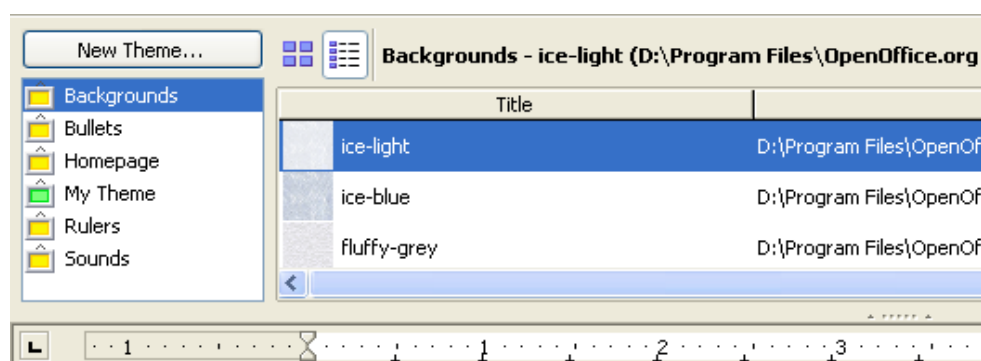 New Theme...
Backgrounds - ice-light (D:\Program Files\OpenOffice.org
Backgrounds
Bullets
Homepage
My Theme
Rulers
Sounds
Title
ice-light D:\Program Files\OpenOf
ice-blue D:\Program Files\OpenOf
fluffy-grey D:\Program Files\OpenOf
1 1 2 3